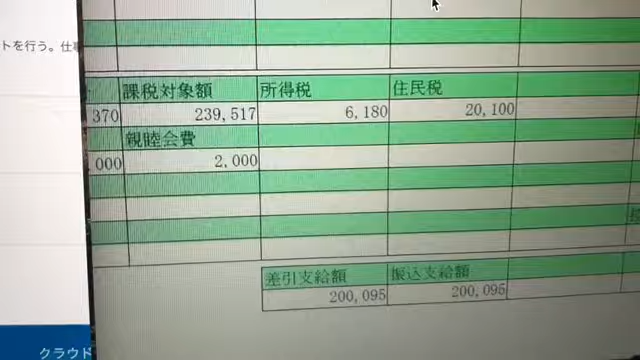 トを行う。仕事
課税対象額 所得税 住民税
370 239,517 6,180 20,100
親睦会費
000 2,000
差引支給額 振込支給額
200,095 200,095
クラウド